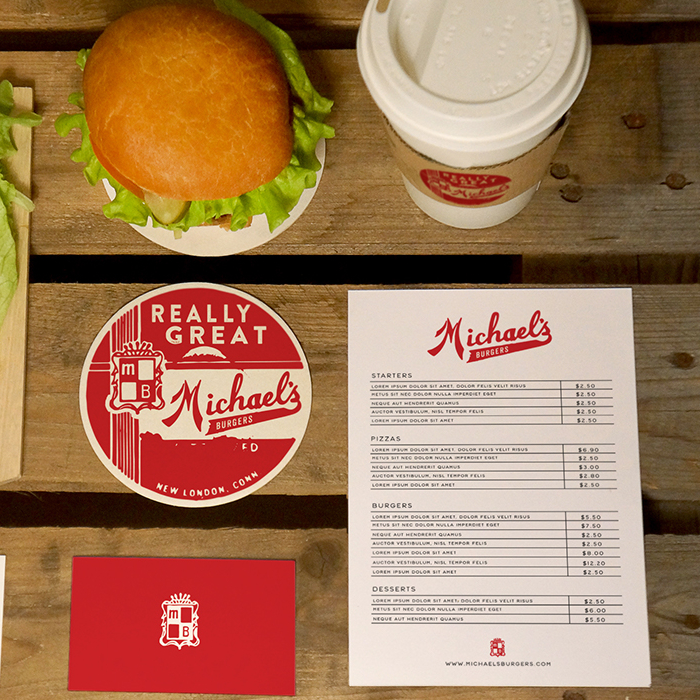 REALLY
GREAT
Michael's
REALLY
GREAT
m
B
Michael's
BURGERS
ED
NEW LONDON, CONN
m
B
Michael's
BURGERS
STARTERS
LOREM IPSUM DOLOR SIT AMET, DOLOR FELIS VELIT RISUS $2.50
METUS SIT NEC DOLOR NULLA IMPERDIET EGET $2.50
NEQUE AUT HENDRERIT QUAMUS $2.50
AUCTOR VESTIBULUM, NISL TEMPOR FELIS $2.50
LOREM IPSUM DOLOR SIT AMET $2.50
PIZZAS
LOREM IPSUM DOLOR SIT AMET, DOLOR FELIS VELIT RISUS $6.90
METUS SIT NEC DOLOR NULLA IMPERDIET EGET $2.50
NEQUE AUT HENDRERIT QUAMUS $3.00
AUCTOR VESTIBULUM, NISL TEMPOR FELIS $2.80
LOREM IPSUM DOLOR SIT AMET $2.50
BURGERS
LOREM IPSUM DOLOR SIT AMET, DOLOR FELIS VELIT RISUS $5.50
METUS SIT NEC DOLOR NULLA IMPERDIET EGET $7.50
NEQUE AUT HENDRERIT QUAMUS $2.50
AUCTOR VESTIBULUM, NISL TEMPOR FELIS $2.50
LOREM IPSUM DOLOR SIT AMET $8.00
AUCTOR VESTIBULUM, NISL TEMPOR FELIS $12.20
LOREM IPSUM DOLOR SIT AMET $2.50
DESSERTS
LOREM IPSUM DOLOR SIT AMET, DOLOR FELIS VELIT RISUS $2.50
METUS SIT NEC DOLOR NULLA IMPERDIET EGET $6.00
NEQUE AUT HENDRERIT QUAMUS $5.50
WWW.MICHAELSBURGERS.COM